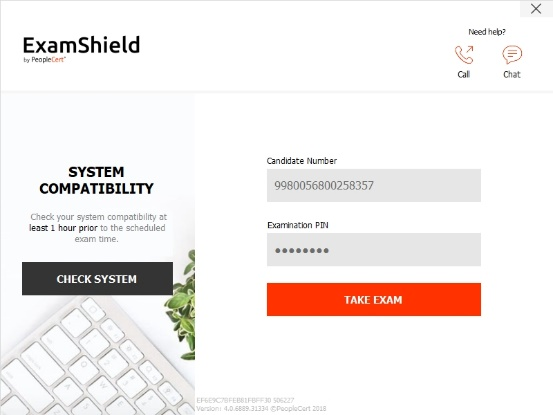 Need help?
ExamShield
by PeopleCert
Call
Chat
SYSTEM
COMPATIBILITY
Check your system compatibility at
least 1 hour prior to the scheduled
exam time.
CHECK SYSTEM
Candidate Number
9980056800258357
Examination PIN
●●●●●●●●
TAKE EXAM
Version: 4.0.6889.31334 ©PeopleCert 2018